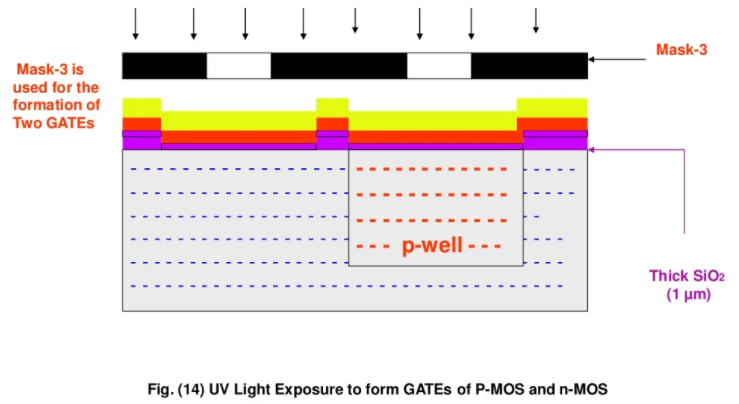 Mask-3
Mask-3 is
used for the
formation of
Two GATEs
p-well
Thick SiO2
(1 µm)
Fig. (14) UV Light Exposure to form GATEs of P-MOS and n-MOS